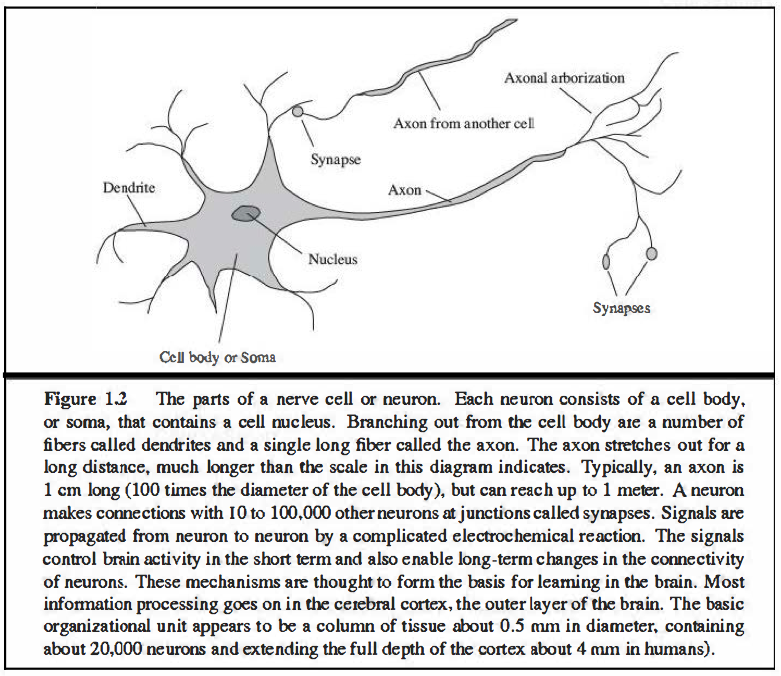 Axonal arborization
Axon from another cell
Synapse
Dendrite
Axon
Nucleus
Synapses
Cell body or Soma
Figure 1.2 The parts of a nerve cell or neuron. Each neuron consists of a cell body,
or soma, that contains a cell nucleus. Branching out from the cell body are a number of
fibers called dendrites and a single long fiber called the axon. The axon stretches out for a
long distance, much longer than the scale in this diagram indicates. Typically, an axon is
1 cm long (100 times the diameter of the cell body), but can reach up to 1 meter. A neuron
makes connections with 10 to 100,000 other neurons at junctions called synapses. Signals are
propagated from neuron to neuron by a complicated electrochemical reaction. The signals
control brain activity in the short term and also enable long-term changes in the connectivity
of neurons. These mechanisms are thought to form the basis for learning in the brain. Most
information processing goes on in the cerebral cortex, the outer layer of the brain. The basic
organizational unit appears to be a column of tissue about 0.5 mm in diameter, containing
about 20,000 neurons and extending the full depth of the cortex about 4 mm in humans).